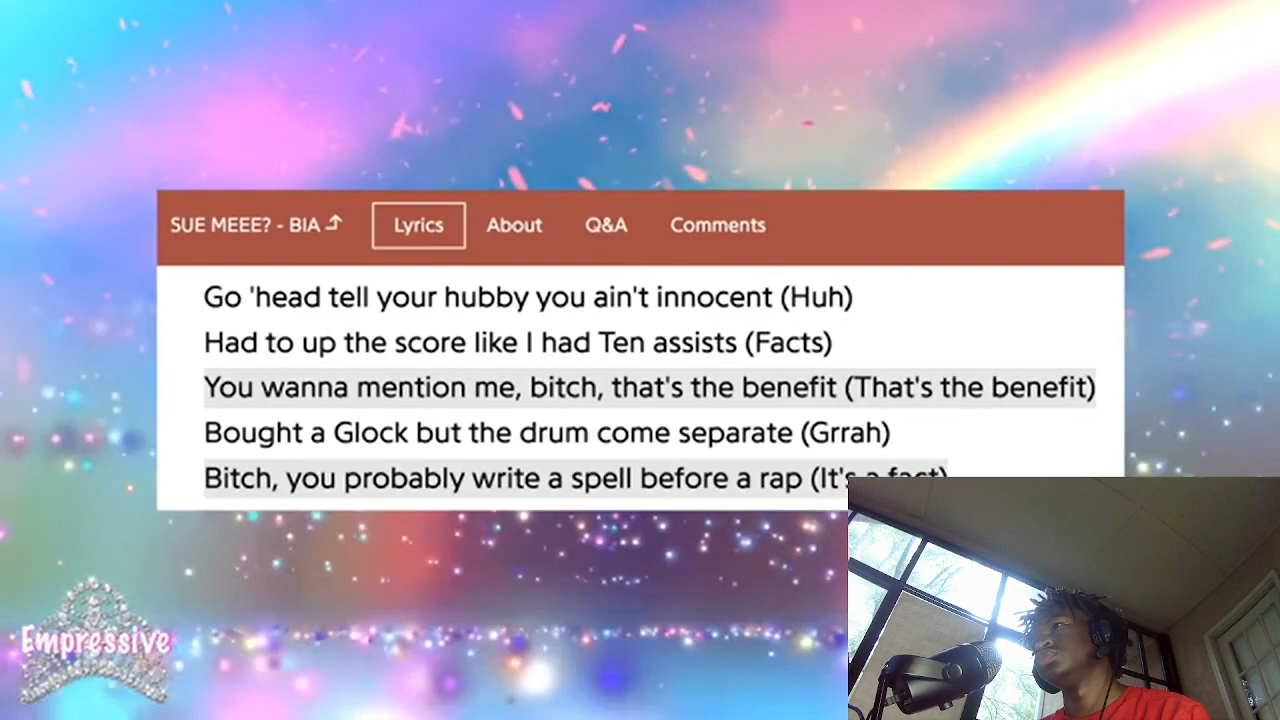 SUE MEEE? - BIA Lyrics About Q&A Comments
Go 'head tell your hubby you ain't innocent (Huh)
Had to up the score like I had Ten assists (Facts)
You wanna mention me, bitch, that's the benefit (That's the benefit)
Bought a Glock but the drum come separate (Grrah)
Bitch, you probably write a spell before a rap (It's a fact)
Empressive